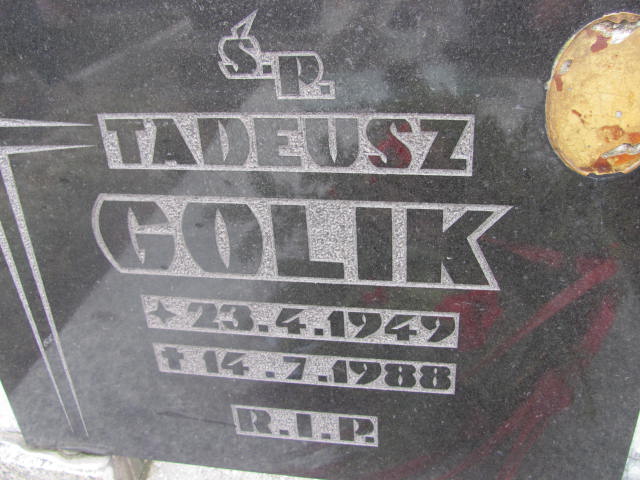 Ś.P.
TADEUSZ
GOLIK
✦ 23.4.1949
✝ 14.7.1988
R.I.P.